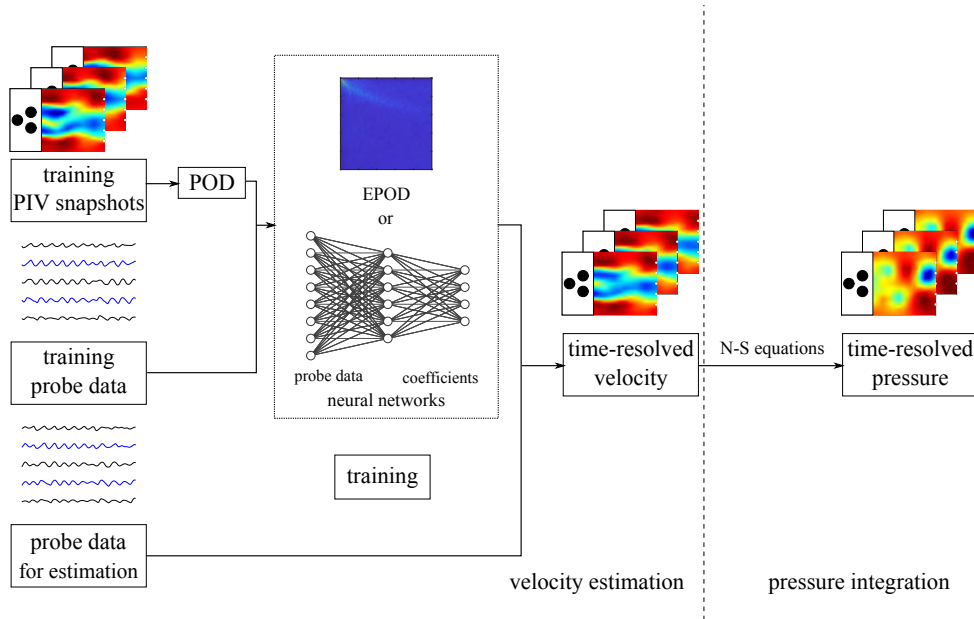 training
PIV snapshots
POD
EPOD
or
probe data
coefficients
neural networks
training
probe data
training
probe data
for estimation
time-resolved
velocity
N-S equations
time-resolved
pressure
velocity estimation
pressure integration